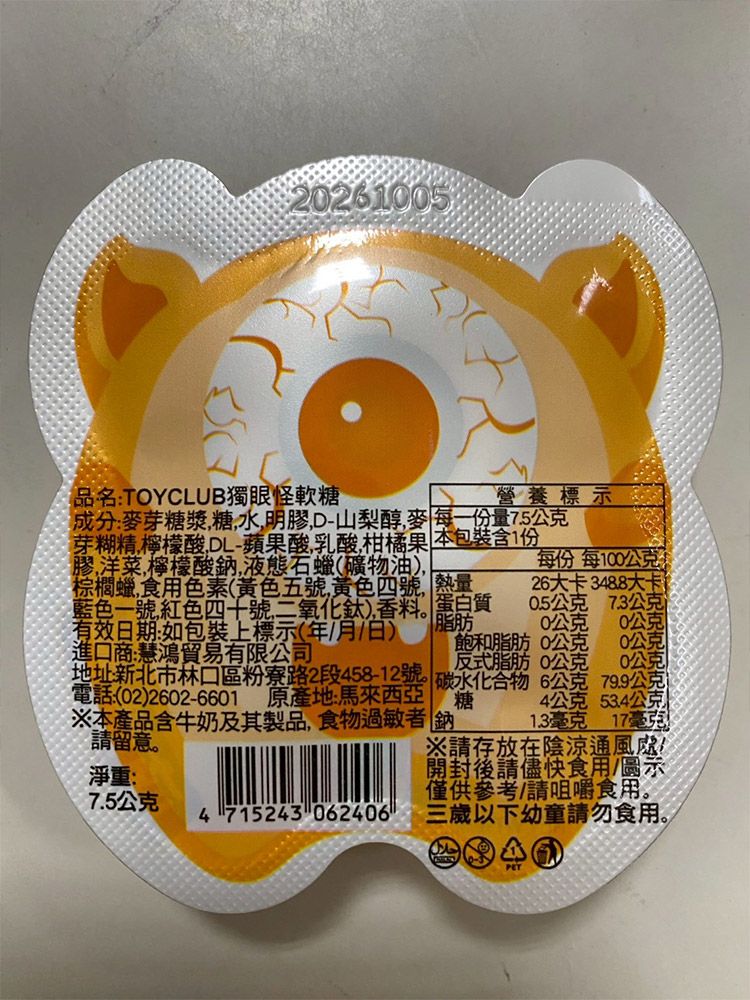 20261005
品名:TOYCLUB獨眼怪軟糖
成分:麥芽糖漿,糖,水,明膠,D-山梨醇,麥
芽糊精,檸檬酸,DL-蘋果酸,乳酸,柑橘果
膠,洋菜,檸檬酸鈉,液態石蠟(礦物油),
棕櫚蠟,食用色素(黃色五號,黃色四號,
藍色一號,紅色四十號,二氧化鈦),香料。
有效日期:如包裝上標示(年/月/日)
進口商:慧鴻貿易有限公司
地址:新北市林口區粉寮路2段458-12號。
電話:(02)2602-6601 原產地:馬來西亞
※本產品含牛奶及其製品, 食物過敏者
請留意。
淨重:
7.5公克
4 715243 062406
營養標示
每一份量7.5公克
本包裝含1份
每份 每100公克
熱量 26大卡 348.8大卡
蛋白質 0.5公克 7.3公克
脂肪 0公克 0公克
飽和脂肪 0公克 0公克
反式脂肪 0公克 0公克
碳水化合物 6公克 79.9公克
糖 4公克 53.4公克
鈉 1.3毫克 17毫克
※請存放在陰涼通風處/
開封後請儘快食用/圖示
僅供參考/請咀嚼食用。
三歲以下幼童請勿食用。
0-3
1
PET